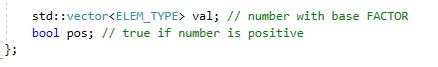 std::vector<ELEM_TYPE> val; // number with base FACTOR
bool pos; // true if number is positive
};